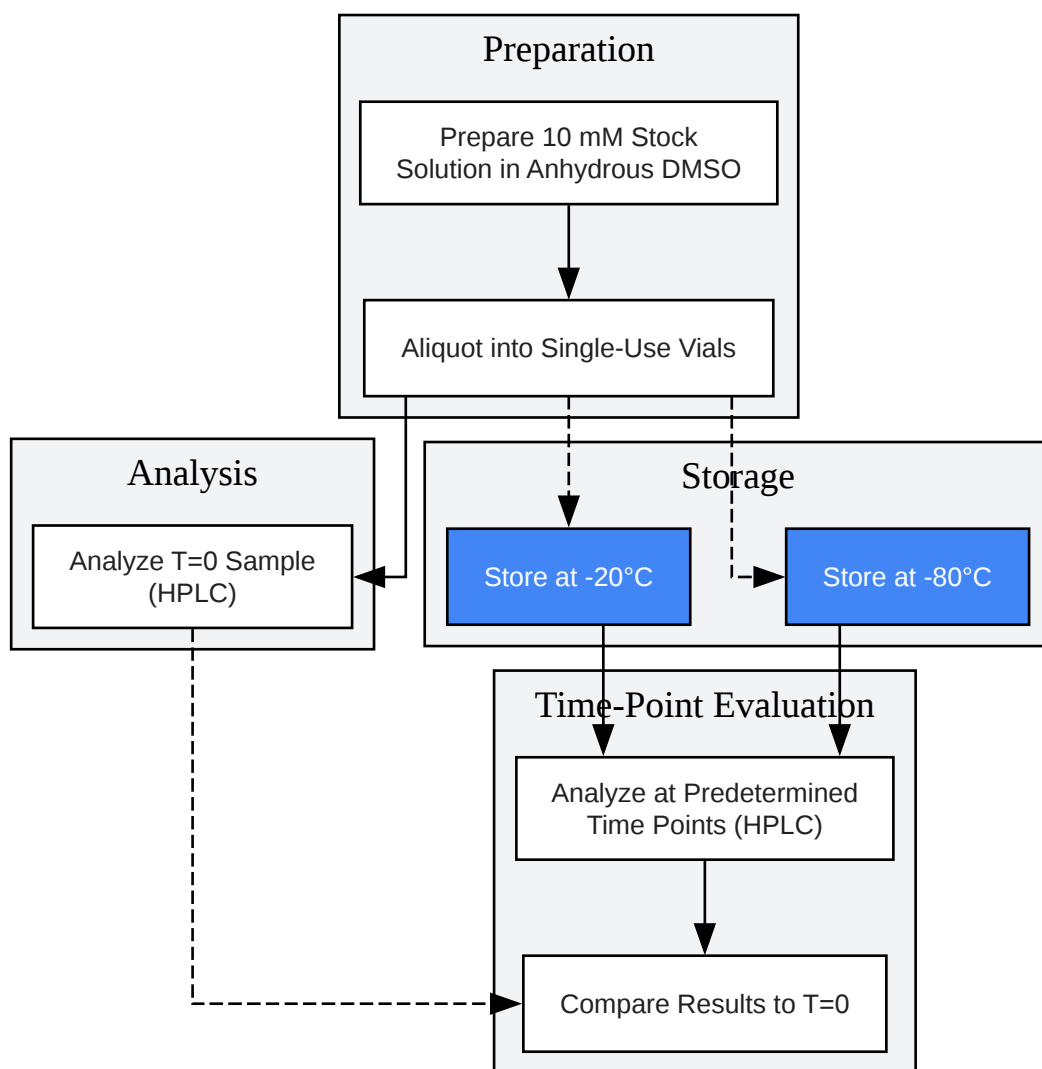 Preparation
Prepare 10 mM Stock
Solution in Anhydrous DMSO
Aliquot into Single-Use Vials
Analysis
Analyze T=0 Sample
(HPLC)
Storage
Store at -20°C
Store at -80°C
Time-Point Evaluation
Analyze at Predetermined
Time Points (HPLC)
Compare Results to T=0